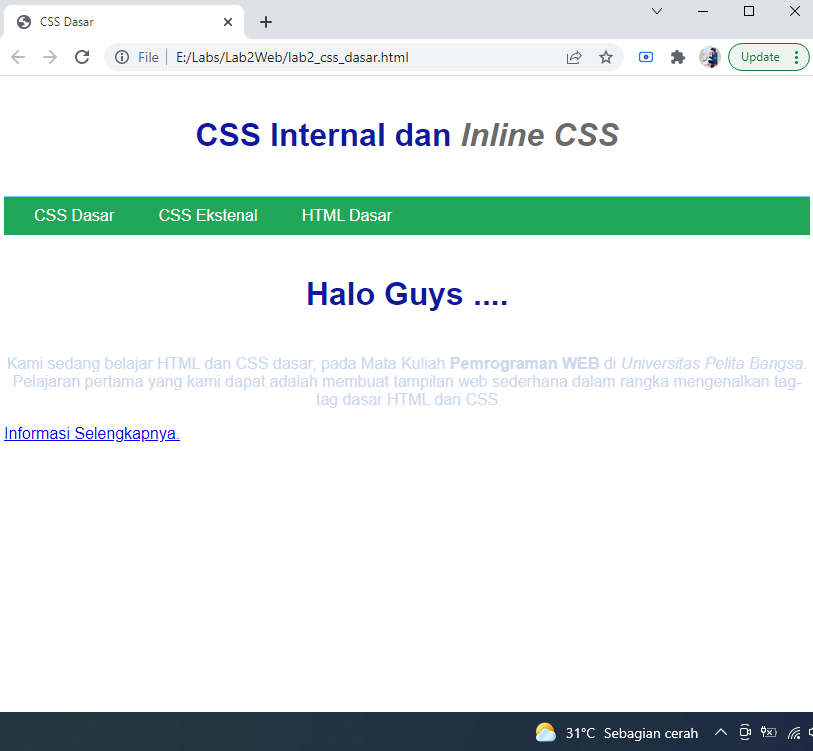 CSS Dasar
File
E:/Labs/Lab2Web/lab2_css_dasar.html
Update
CSS Internal dan Inline CSS
CSS Dasar CSS Ekstenal HTML Dasar
Halo Guys ....
Kami sedang belajar HTML dan CSS dasar, pada Mata Kuliah Pemrograman WEB di Universitas Pelita Bangsa.
Pelajaran pertama yang kami dapat adalah membuat tampilan web sederhana dalam rangka mengenalkan tag-
tag dasar HTML dan CSS
Informasi Selengkapnya.
31°C Sebagian cerah